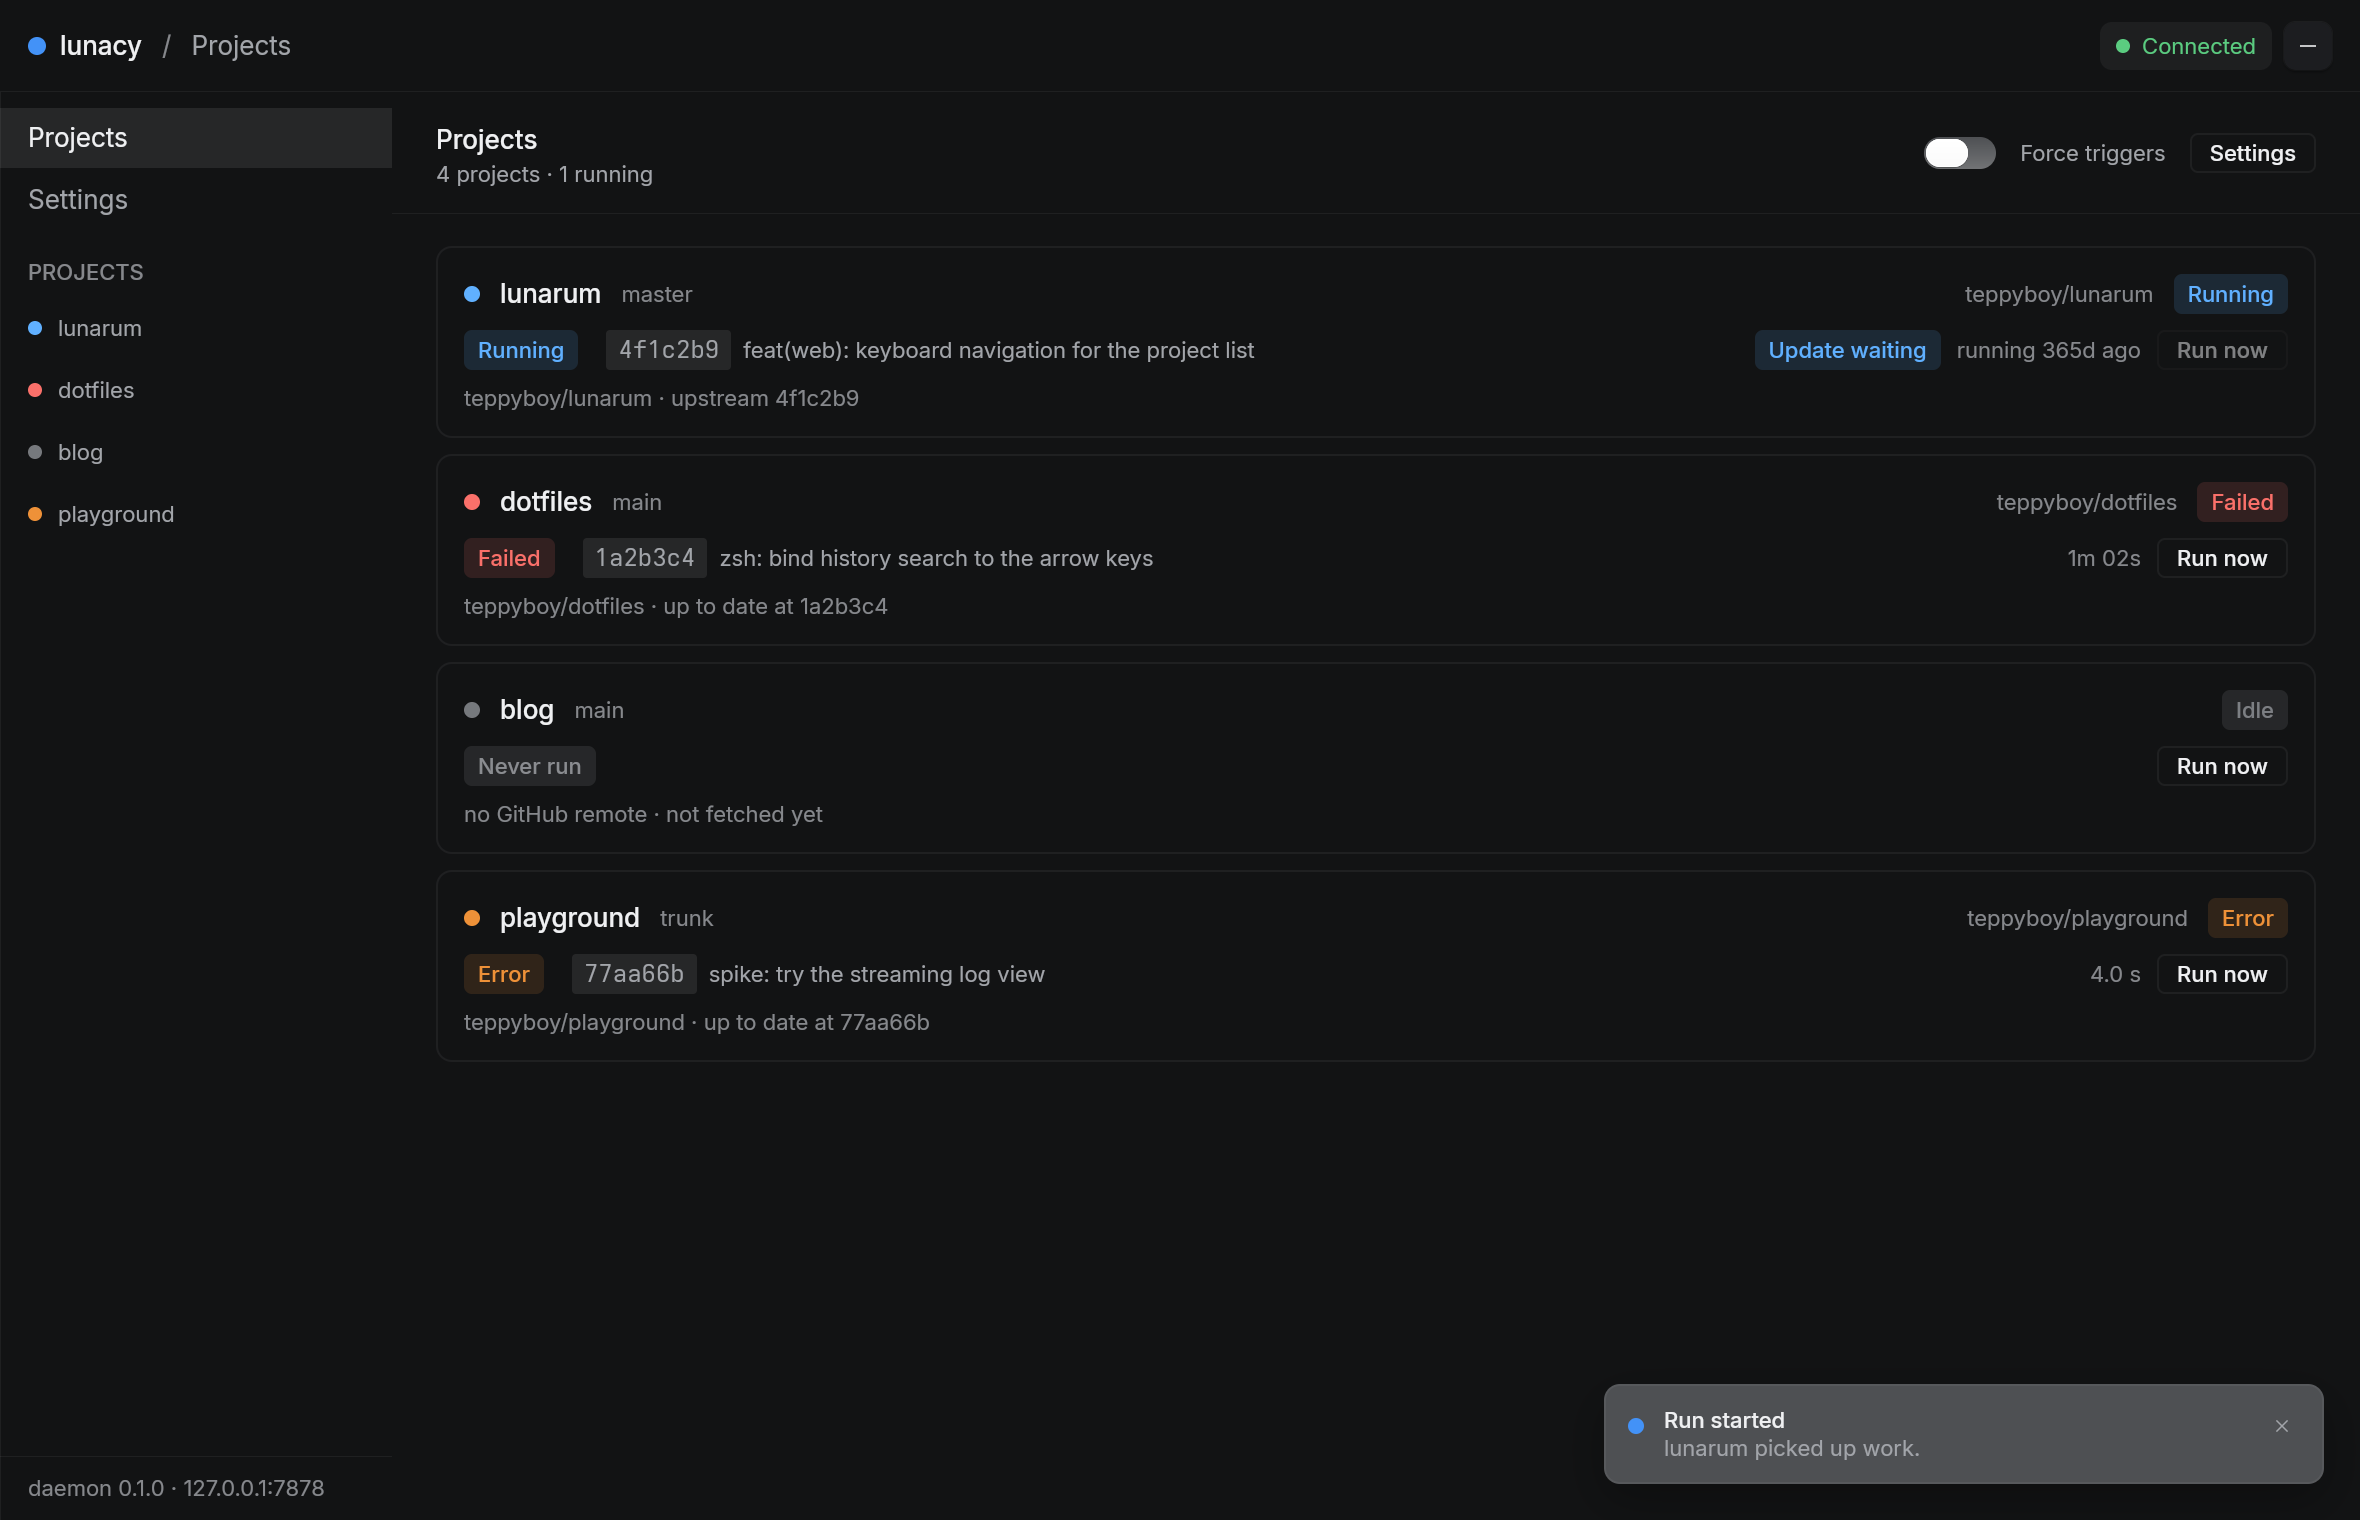 lunacy / Projects
Connected
Projects
Settings
PROJECTS
lunarum
dotfiles
blog
playground
daemon 0.1.0 · 127.0.0.1:7878
Projects
4 projects · 1 running
Force triggers
Settings
lunarum master teppyboy/lunarum Running
Running 4f1c2b9 feat(web): keyboard navigation for the project list Update waiting running 365d ago Run now
teppyboy/lunarum · upstream 4f1c2b9
dotfiles main teppyboy/dotfiles Failed
Failed 1a2b3c4 zsh: bind history search to the arrow keys 1m 02s Run now
teppyboy/dotfiles · up to date at 1a2b3c4
blog main Idle
Never run Run now
no GitHub remote · not fetched yet
playground trunk teppyboy/playground Error
Error 77aa66b spike: try the streaming log view 4.0 s Run now
teppyboy/playground · up to date at 77aa66b
Run started
lunarum picked up work.